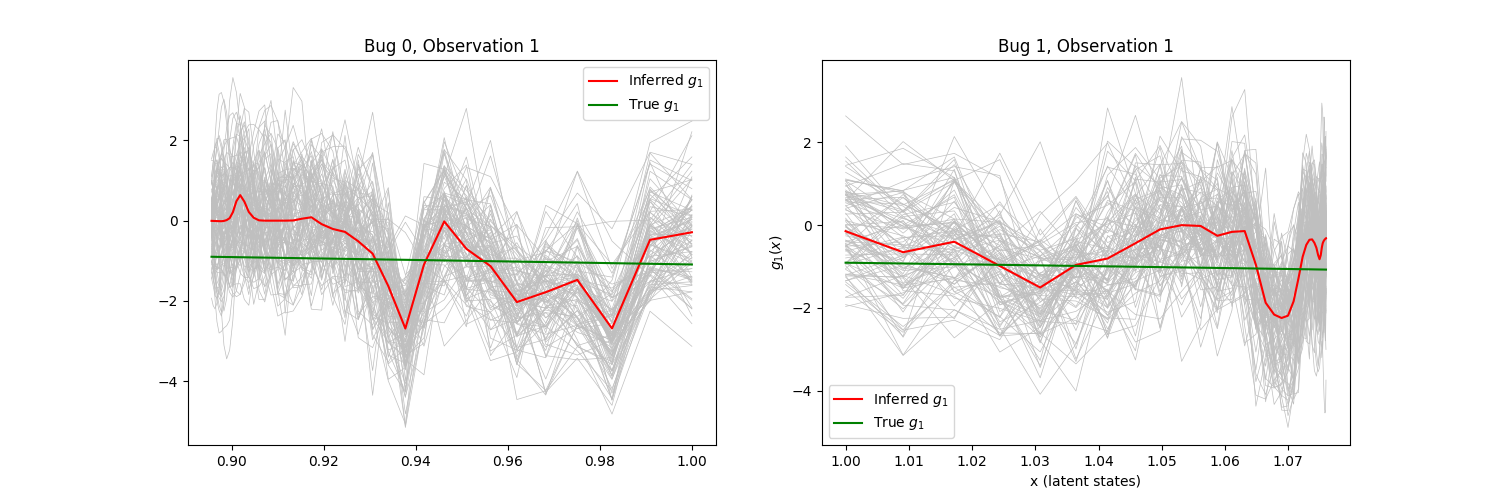 Bug 0, Observation 1
Inferred g₁
True g₁
2
0
−2
−4
0.90 0.92 0.94 0.96 0.98 1.00
Bug 1, Observation 1
g₁(x)
2
0
−2
−4
Inferred g₁
True g₁
1.00 1.01 1.02 1.03 1.04 1.05 1.06 1.07
x (latent states)